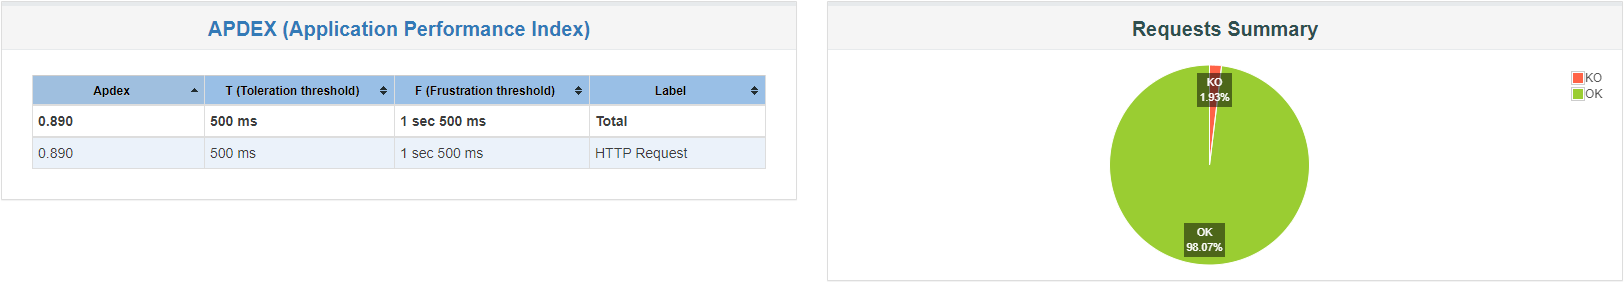 APDEX (Application Performance Index)
Apdex T (Toleration threshold) F (Frustration threshold) Label
0.890 500 ms 1 sec 500 ms Total
0.890 500 ms 1 sec 500 ms HTTP Request
Requests Summary
KO
1.93%
OK
98.07%
KO
OK